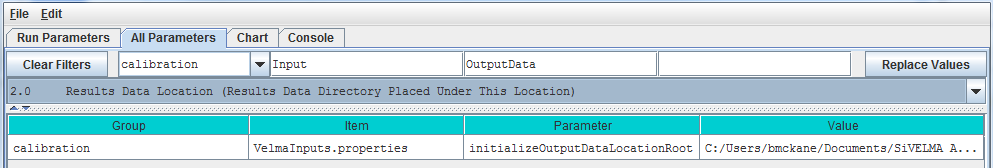 File Edit
Run Parameters All Parameters Chart Console
Clear Filters calibration Input OutputData Replace Values
2.0 Results Data Location (Results Data Directory Placed Under This Location)
Group Item Parameter Value
calibration VelmaInputs.properties initializeOutputDataLocationRoot C:/Users/bmckane/Documents/SiVELMA A...